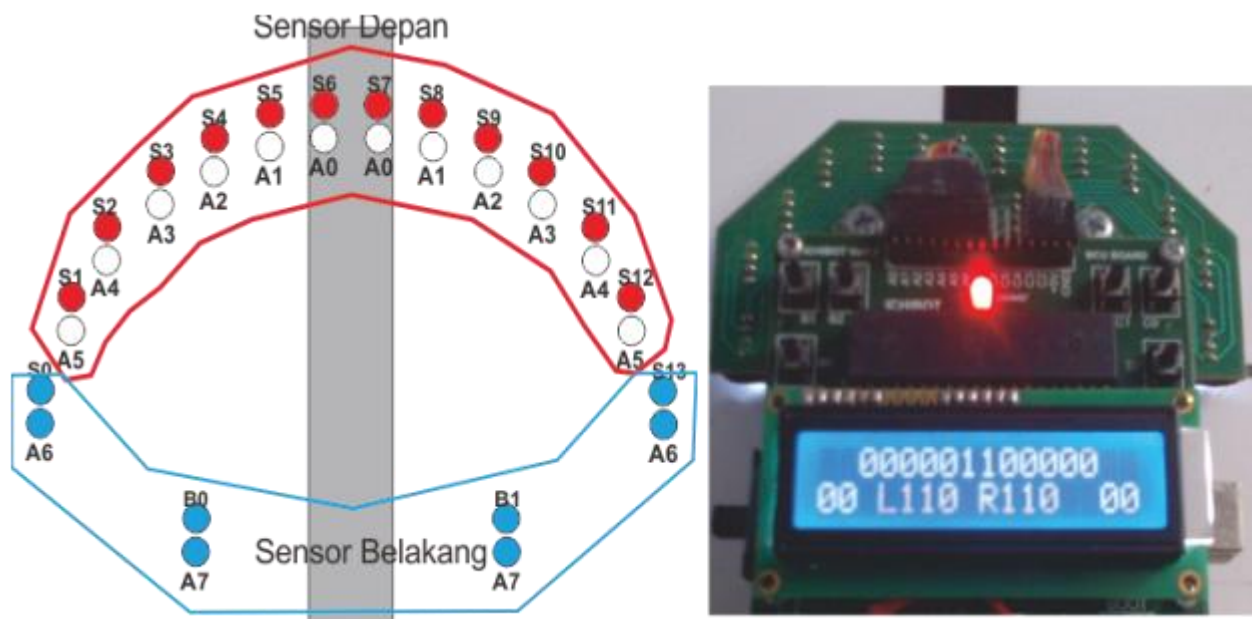 Sensor Depan
S6 S7
S5 S8
S4 S9
A0 A0
S3 A1 A1 S10
A2 A2
S2 A3 A3 S11
A4 A4
S1 S12
A5 A5
S0 S13
A6 A6
B0 B1
Sensor Belakang
A7 A7
MCU BOARD
000001100000
00 L110 R110 00